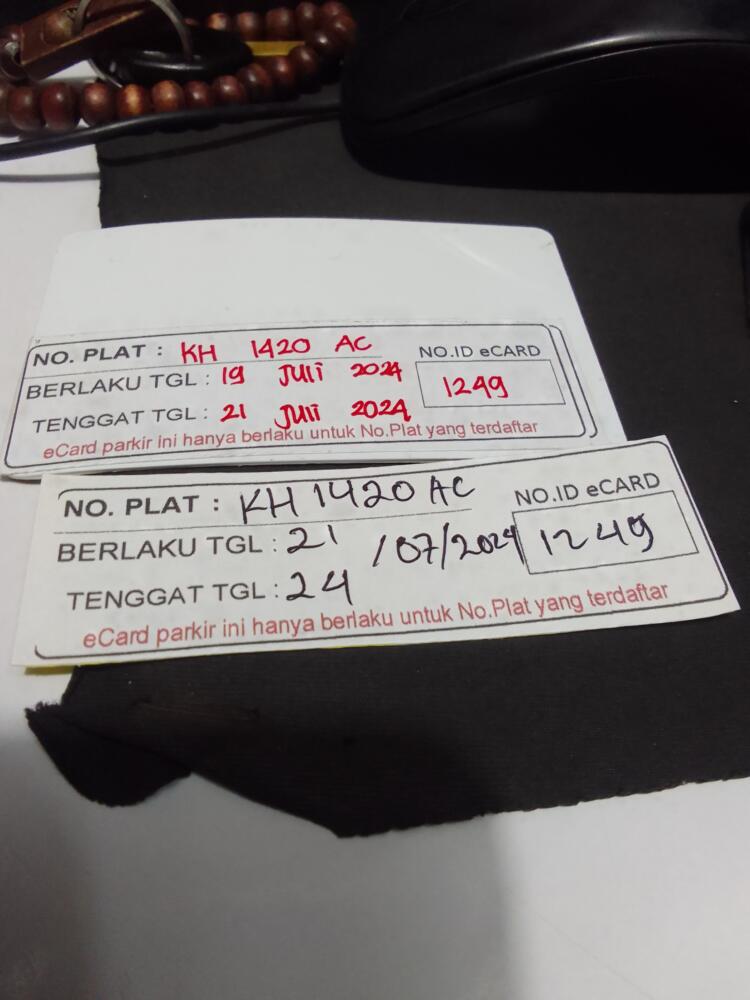 NO. PLAT : KH 1420 AC
NO.ID eCARD
BERLAKU TGL : 19 JULI 2024
1249
TENGGAT TGL : 21 JULI 2024
eCard parkir ini hanya berlaku untuk No.Plat yang terdaftar
NO. PLAT : KH 1420 AC
NO.ID eCARD
BERLAKU TGL : 21 /07/2024
1249
TENGGAT TGL : 24
eCard parkir ini hanya berlaku untuk No.Plat yang terdaftar